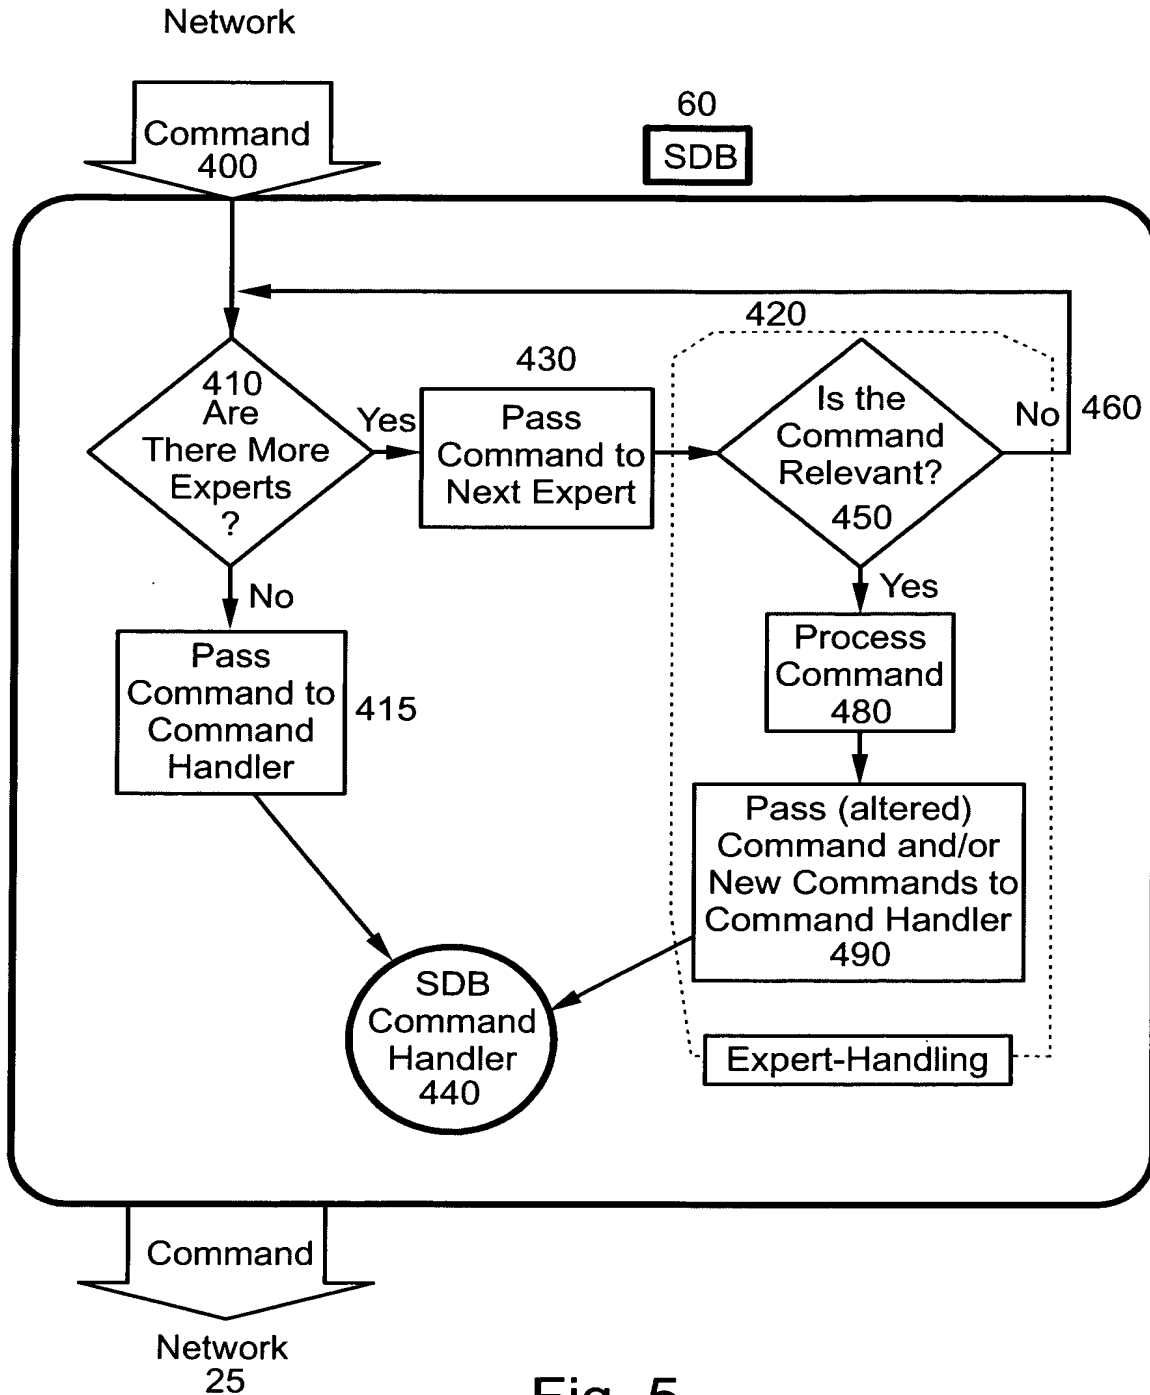 Network
Command
400
60
SDB
420
430
410
Are
There More
Experts
?
Yes
Pass
Command to
Next Expert
Is the
Command
Relevant?
450
No
460
No
Yes
Pass
Command to
Command
Handler
415
Process
Command
480
Pass (altered)
Command and/or
New Commands to
Command Handler
490
SDB
Command
Handler
440
Expert-Handling
Command
Network
25
Fig. 5